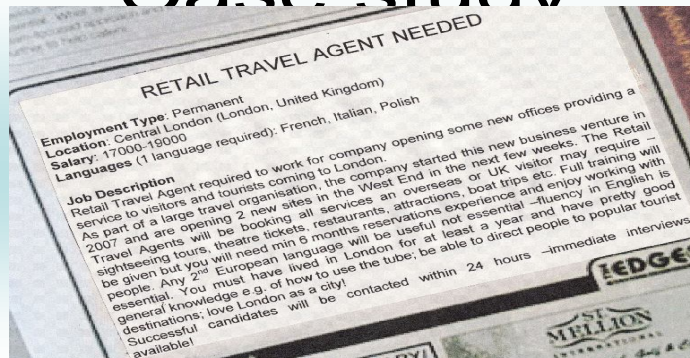 Case study
RETAIL TRAVEL AGENT NEEDED
Employment Type: Permanent
Location: Central London (London, United Kingdom)
Salary: 17000-19000
Languages (1 language required): French, Italian, Polish
Job Description
Retail Travel Agent required to work for company opening some new offices providing a
service to visitors and tourists coming to London.
As part of a large travel organisation, the company started this new business venture in
2007 and are opening 2 new sites in the West End in the next few weeks. The Retail
Travel Agents will be booking all services an overseas or UK visitor may require –
sightseeing tours, theatre tickets, restaurants, attractions, boat trips etc. Full training will
be given but you will need min 6 months reservations experience and enjoy working with
people. Any 2nd European language will be useful not essential –fluency in English is
essential. You must have lived in London for at least a year and have pretty good
general knowledge e.g. of how to use the tube; be able to direct people to popular tourist
destinations; love London as a city!
Successful candidates will be contacted within 24 hours –immediate interviews
available!
EDGE
ST.
MELLION
INTERNATIONAL